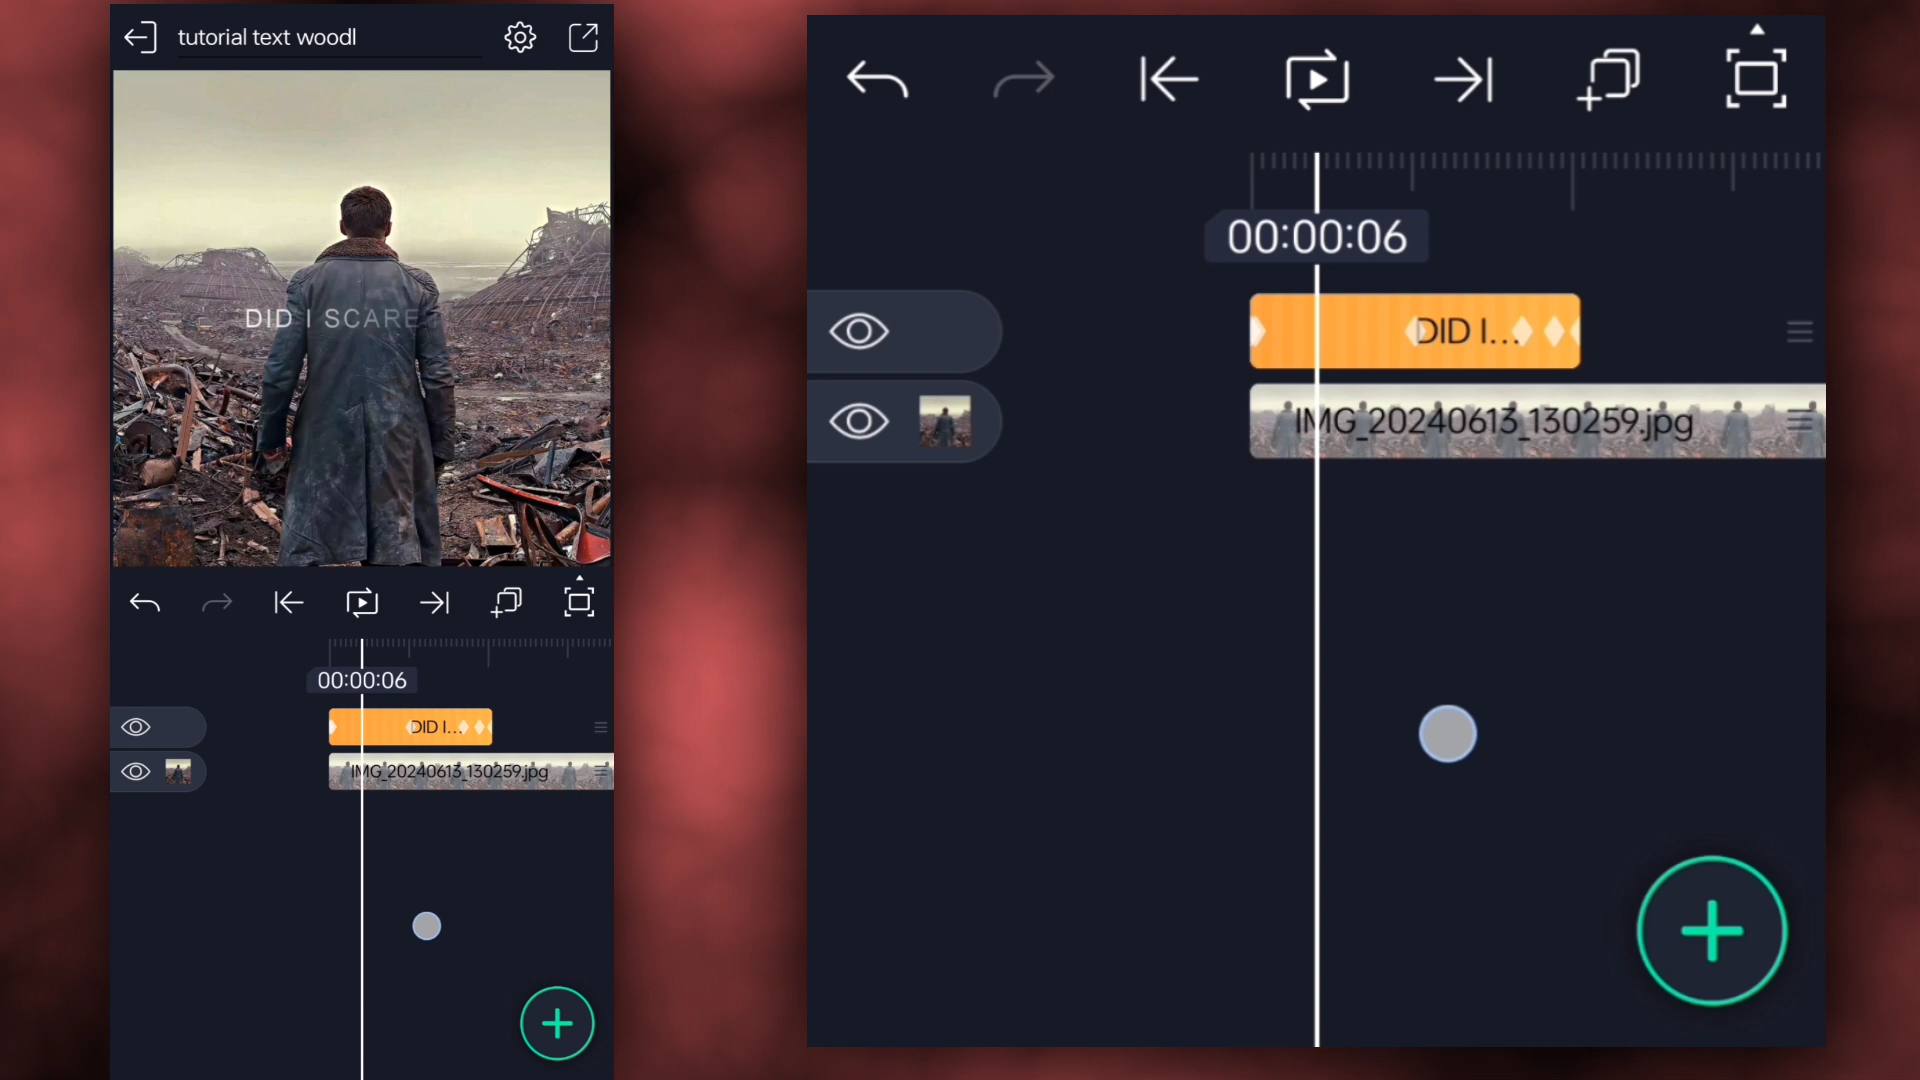 tutorial text woodl
DID I SCARE
00:00:06
DID I...
IMG_20240613_130259.jpg
00:00:06
DID I...
IMG_20240613_130259.jpg